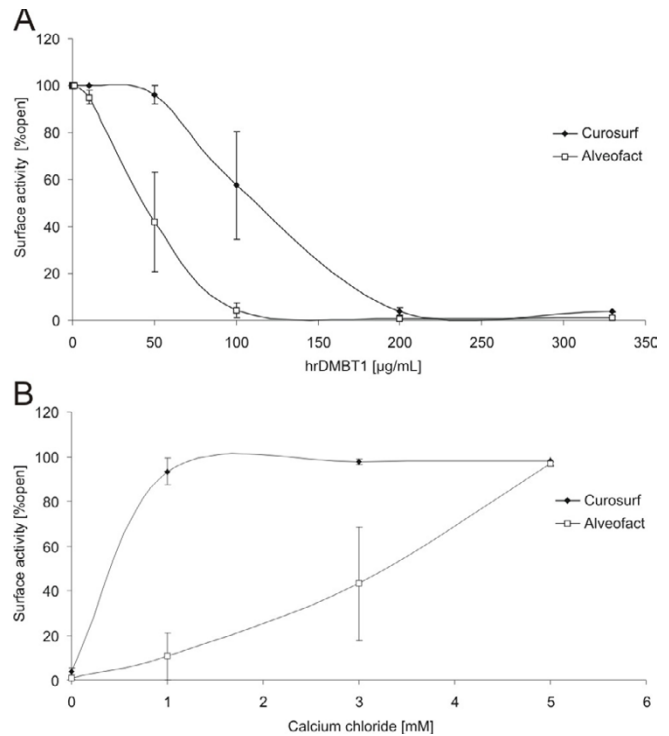 A
120
100
80
60
40
20
0
Surface activity [%open]
0 50 100 150 200 250 300 350
hrDMBT1 [µg/mL]
Curosurf
Alveofact
B
120
100
80
60
40
20
0
Surface activity [%open]
0 1 2 3 4 5 6
Calcium chloride [mM]
Curosurf
Alveofact